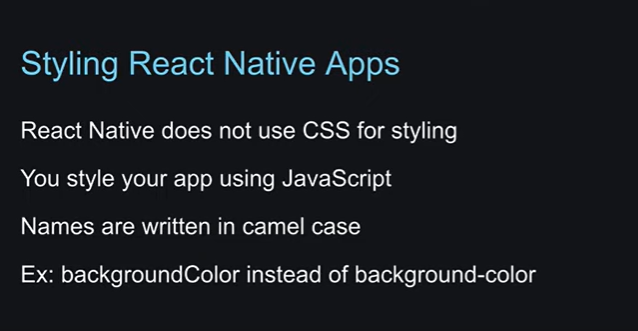 Styling React Native Apps
React Native does not use CSS for styling
You style your app using JavaScript
Names are written in camel case
Ex: backgroundColor instead of background-color